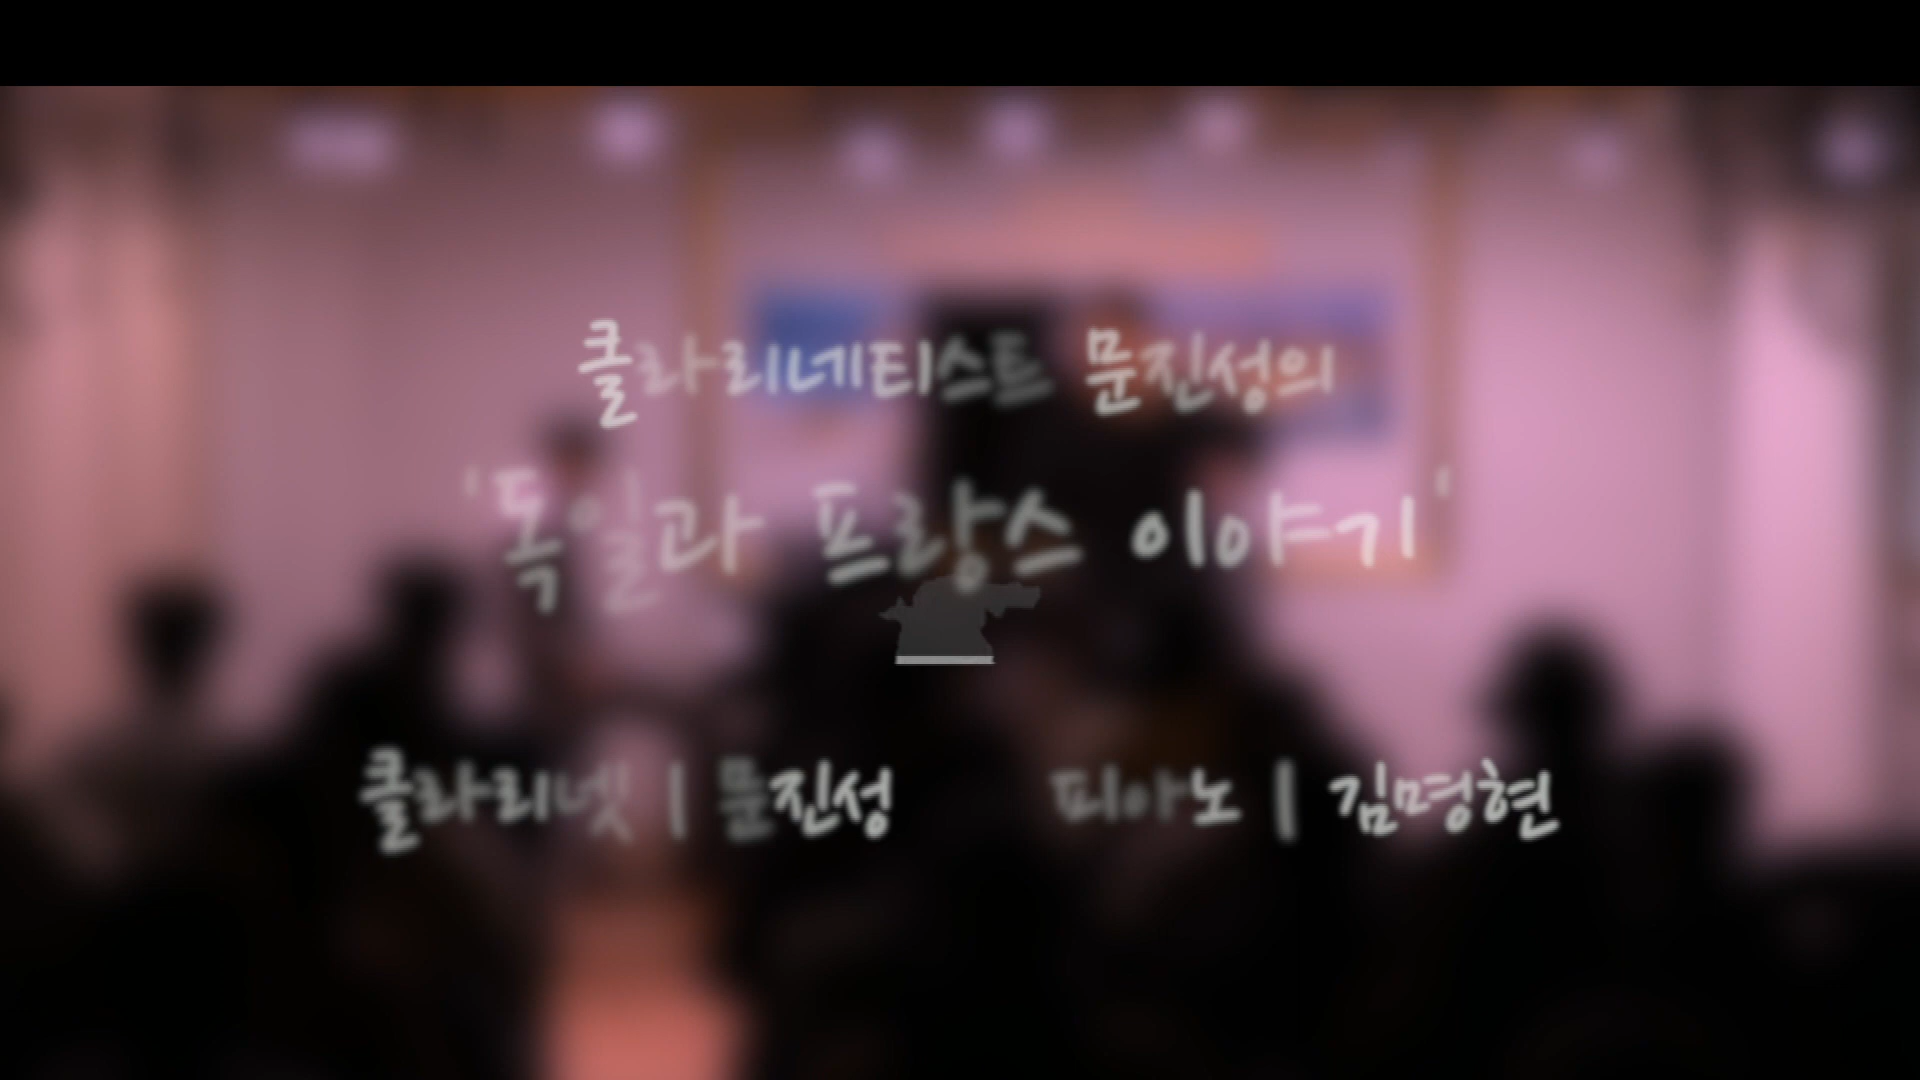 클라리네티스트 문진성의
'독일과 프랑스 이야기'
클라리넷 | 문진성 피아노 | 김명현